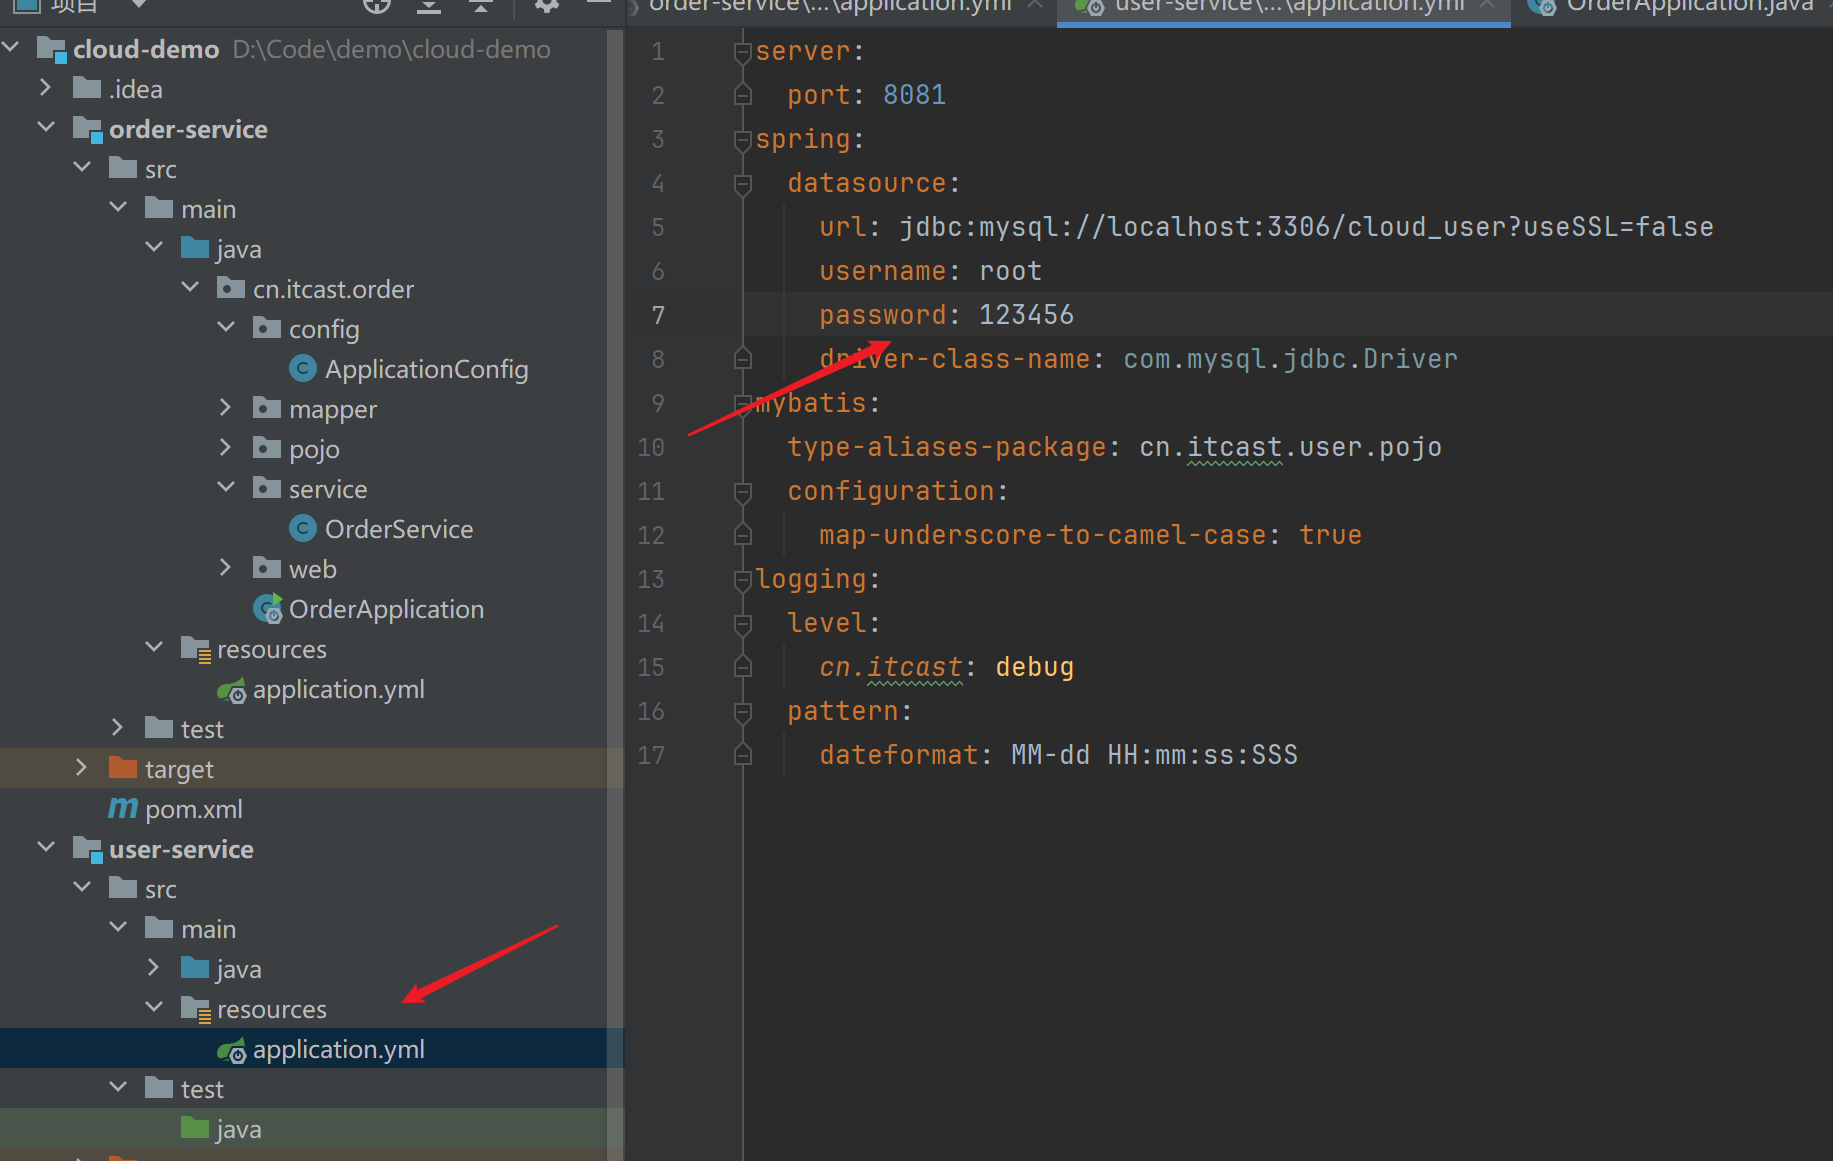 项目
cloud-demo D:\Code\demo\cloud-demo
.idea
order-service
src
main
java
cn.itcast.order
config
ApplicationConfig
mapper
pojo
service
OrderService
web
OrderApplication
resources
application.yml
test
target
pom.xml
user-service
src
main
java
resources
application.yml
test
java
order-service\...\application.yml
user-service\...\application.yml
OrderApplication.java
1 server:
2 port: 8081
3 spring:
4 datasource:
5 url: jdbc:mysql://localhost:3306/cloud_user?useSSL=false
6 username: root
7 password: 123456
8 driver-class-name: com.mysql.jdbc.Driver
9 mybatis:
10 type-aliases-package: cn.itcast.user.pojo
11 configuration:
12 map-underscore-to-camel-case: true
13 logging:
14 level:
15 cn.itcast: debug
16 pattern:
17 dateformat: MM-dd HH:mm:ss:SSS